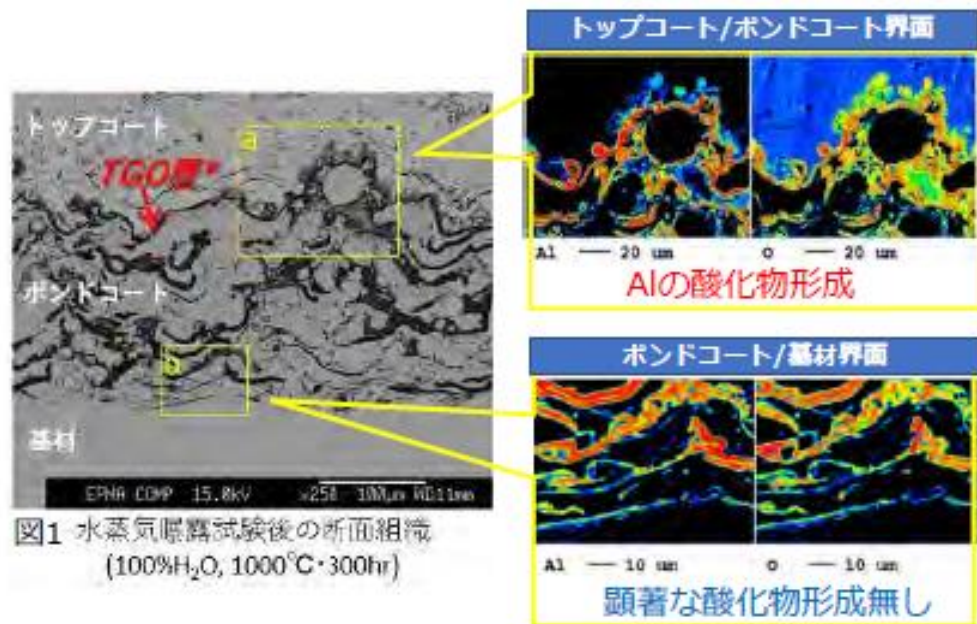 トップコート/ボンドコート界面
トップコート
a
TGO層*
ボンドコート
b
基材
EPMA COMP 15.0kV ×250 100μm WD11mm
図1 水蒸気曝露試験後の断面組織
(100%H₂O, 1000℃・300hr)
Al 20 um O 20 um
Alの酸化物形成
ボンドコート/基材界面
Al 10 um O 10 um
顕著な酸化物形成無し